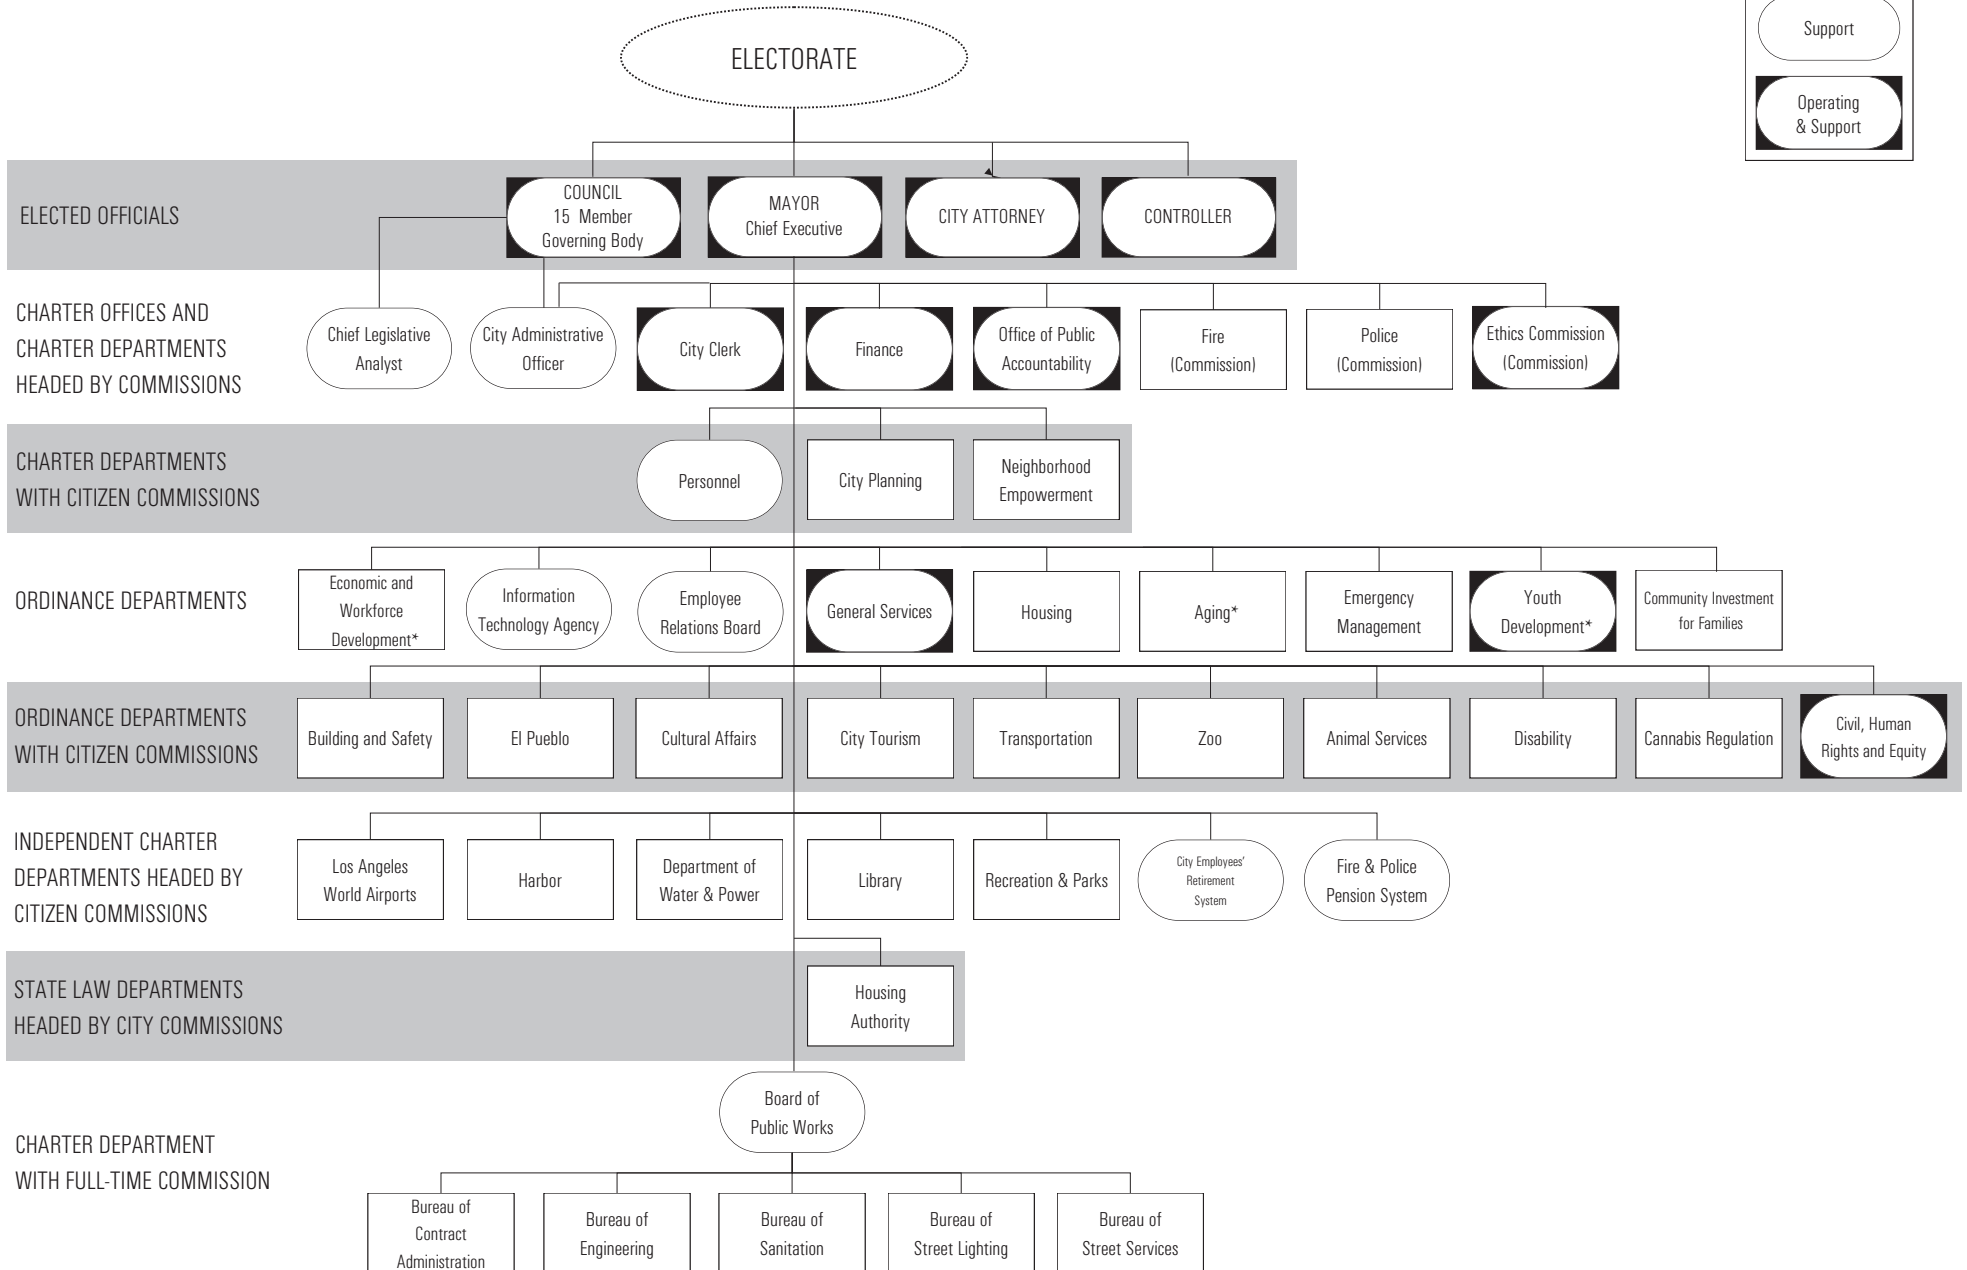 Support
Operating
& Support
ELECTORATE
ELECTED OFFICIALS
COUNCIL
15 Member
Governing Body
MAYOR
Chief Executive
CITY ATTORNEY
CONTROLLER
CHARTER OFFICES AND
CHARTER DEPARTMENTS
HEADED BY COMMISSIONS
Chief Legislative
Analyst
City Administrative
Officer
City Clerk
Finance
Office of Public
Accountability
Fire
(Commission)
Police
(Commission)
Ethics Commission
(Commission)
CHARTER DEPARTMENTS
WITH CITIZEN COMMISSIONS
Personnel
City Planning
Neighborhood
Empowerment
ORDINANCE DEPARTMENTS
Economic and
Workforce
Development*
Information
Technology Agency
Employee
Relations Board
General Services
Housing
Aging*
Emergency
Management
Youth
Development*
Community Investment
for Families
ORDINANCE DEPARTMENTS
WITH CITIZEN COMMISSIONS
Building and Safety
El Pueblo
Cultural Affairs
City Tourism
Transportation
Zoo
Animal Services
Disability
Cannabis Regulation
Civil, Human
Rights and Equity
INDEPENDENT CHARTER
DEPARTMENTS HEADED BY
CITIZEN COMMISSIONS
Los Angeles
World Airports
Harbor
Department of
Water & Power
Library
Recreation & Parks
City Employees'
Retirement
System
Fire & Police
Pension System
STATE LAW DEPARTMENTS
HEADED BY CITY COMMISSIONS
Housing
Authority
CHARTER DEPARTMENT
WITH FULL-TIME COMMISSION
Board of
Public Works
Bureau of
Contract
Administration
Bureau of
Engineering
Bureau of
Sanitation
Bureau of
Street Lighting
Bureau of
Street Services